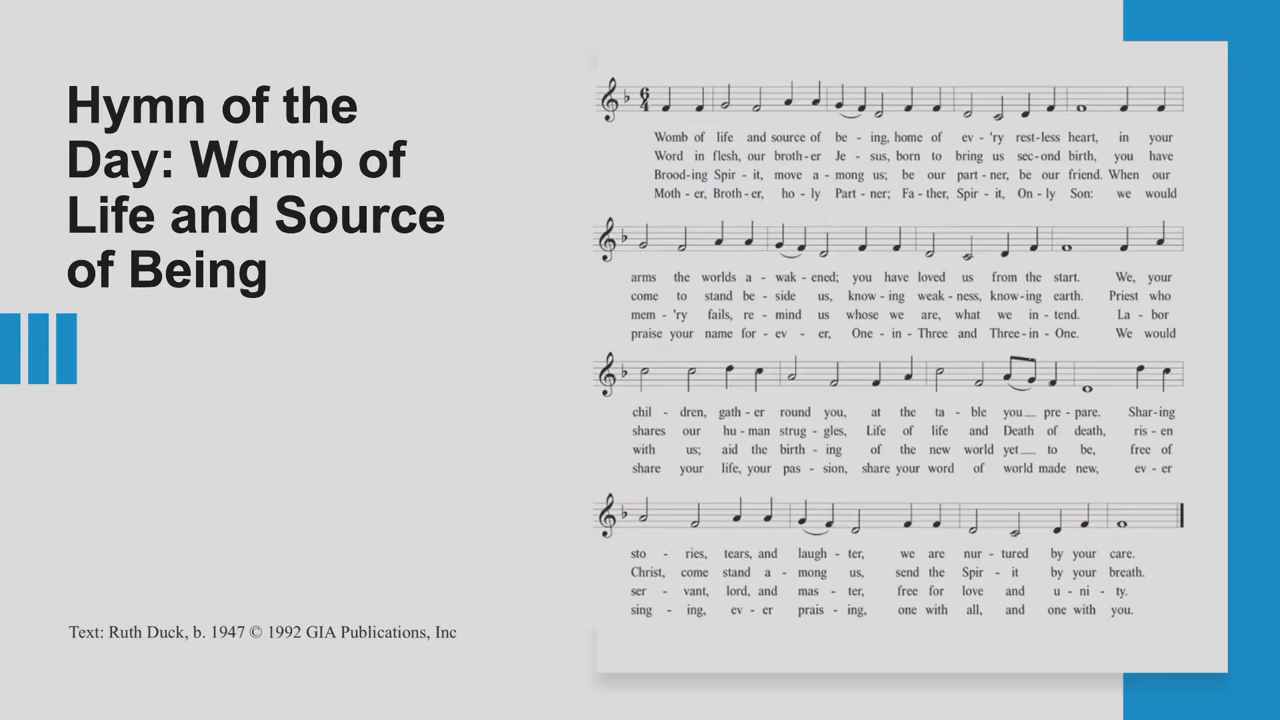 Hymn of the
Day: Womb of
Life and Source
of Being
6
4
Womb of life and source of be - ing, home of ev - 'ry rest - less heart, in your
Word in flesh, our broth - er Je - sus, born to bring us sec - ond birth, you have
Brood - ing Spir - it, move a - mong us; be our part - ner, be our friend. When our
Moth - er, Broth - er, ho - ly Part - ner; Fa - ther, Spir - it, On - ly Son: we would
arms the worlds a - wak - ened; you have loved us from the start. We, your
come to stand be - side us, know - ing weak - ness, know - ing earth. Priest who
mem - 'ry fails, re - mind us whose we are, what we in - tend. La - bor
praise your name for - ev - er, One - in - Three and Three - in - One. We would
chil - dren, gath - er round you, at the ta - ble you pre - pare. Shar - ing
shares our hu - man strug - gles, Life of life and Death of death, ris - en
with us; aid the birth - ing of the new world yet to be, free of
share your life, your pas - sion, share your word of world made new, ev - er
sto - ries, tears, and laugh - ter, we are nur - tured by your care.
Christ, come stand a - mong us, send the Spir - it by your breath.
ser - vant, lord, and mas - ter, free for love and u - ni - ty.
sing - ing, ev - er prais - ing, one with all, and one with you.
Text: Ruth Duck, b. 1947 © 1992 GIA Publications, Inc